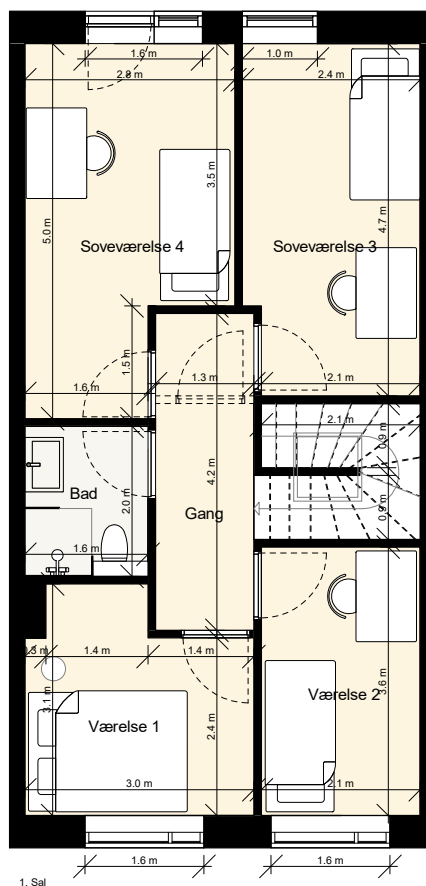 1.6 m
1.0 m
2.8 m
2.4 m
3.5 m
4.7 m
5.0 m
Soveværelse 4
Soveværelse 3
1.5 m
1.3 m
1.6 m
2.1 m
2.1 m
0.9 m
4.2 m
Bad
2.0 m
Gang
0.9 m
1.6 m
1.4 m
1.4 m
3.6 m
3.1 m
Værelse 2
Værelse 1
2.4 m
3.0 m
2.1 m
1.6 m
1.6 m
1. Sal